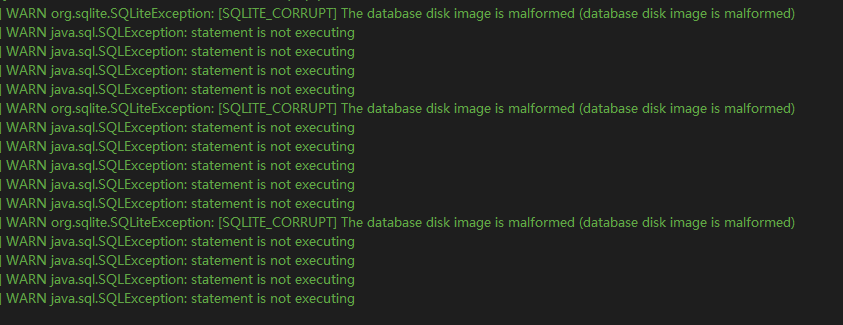 | WARN org.sqlite.SQLiteException: [SQLITE_CORRUPT] The database disk image is malformed (database disk image is malformed)
| WARN java.sql.SQLException: statement is not executing
| WARN java.sql.SQLException: statement is not executing
| WARN java.sql.SQLException: statement is not executing
| WARN java.sql.SQLException: statement is not executing
| WARN org.sqlite.SQLiteException: [SQLITE_CORRUPT] The database disk image is malformed (database disk image is malformed)
| WARN java.sql.SQLException: statement is not executing
| WARN java.sql.SQLException: statement is not executing
| WARN java.sql.SQLException: statement is not executing
| WARN java.sql.SQLException: statement is not executing
| WARN java.sql.SQLException: statement is not executing
| WARN org.sqlite.SQLiteException: [SQLITE_CORRUPT] The database disk image is malformed (database disk image is malformed)
| WARN java.sql.SQLException: statement is not executing
| WARN java.sql.SQLException: statement is not executing
| WARN java.sql.SQLException: statement is not executing
| WARN java.sql.SQLException: statement is not executing